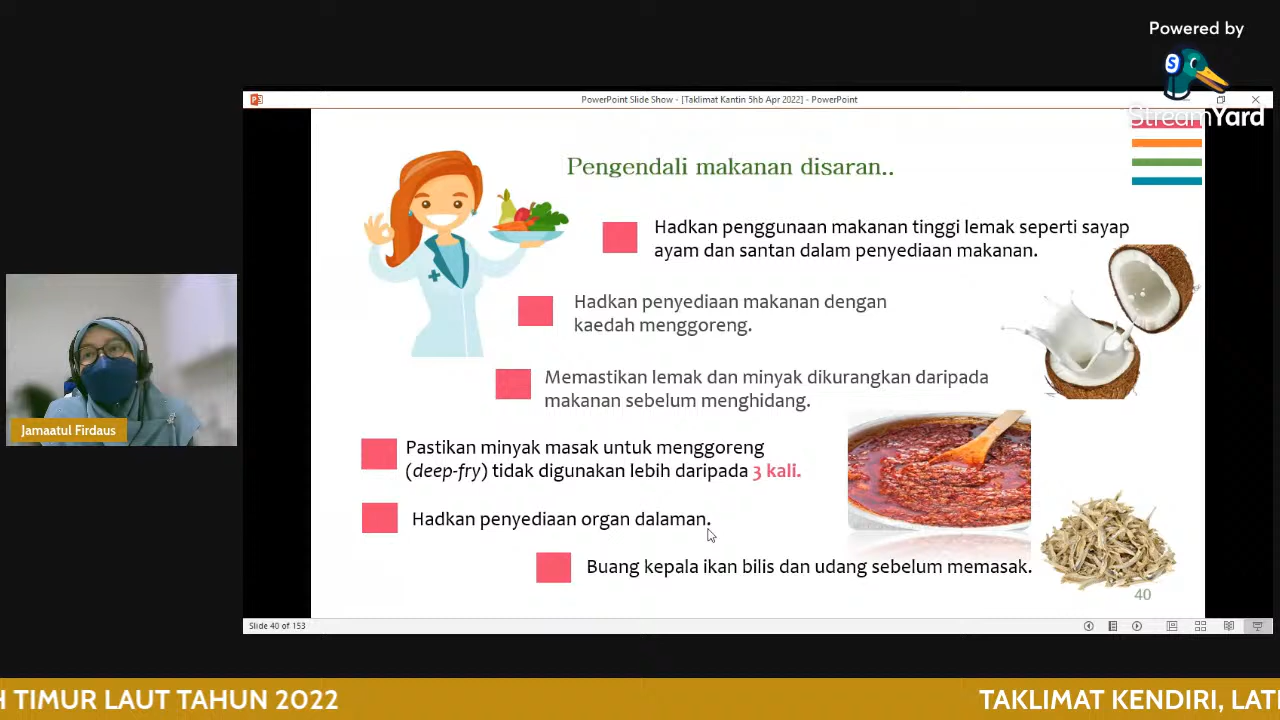 Powered by
StreamYard
PowerPoint Slide Show - [Taklimat Kantin 5hb Apr 2022] - PowerPoint
Pengendali makanan disaran..
Hadkan penggunaan makanan tinggi lemak seperti sayap
ayam dan santan dalam penyediaan makanan.
Hadkan penyediaan makanan dengan
kaedah menggoreng.
Memastikan lemak dan minyak dikurangkan daripada
makanan sebelum menghidang.
Pastikan minyak masak untuk menggoreng
(deep-fry) tidak digunakan lebih daripada 3 kali.
Hadkan penyediaan organ dalaman.
Buang kepala ikan bilis dan udang sebelum memasak.
40
Slide 40 of 153
Jamaatul Firdaus
H TIMUR LAUT TAHUN 2022
TAKLIMAT KENDIRI, LATI